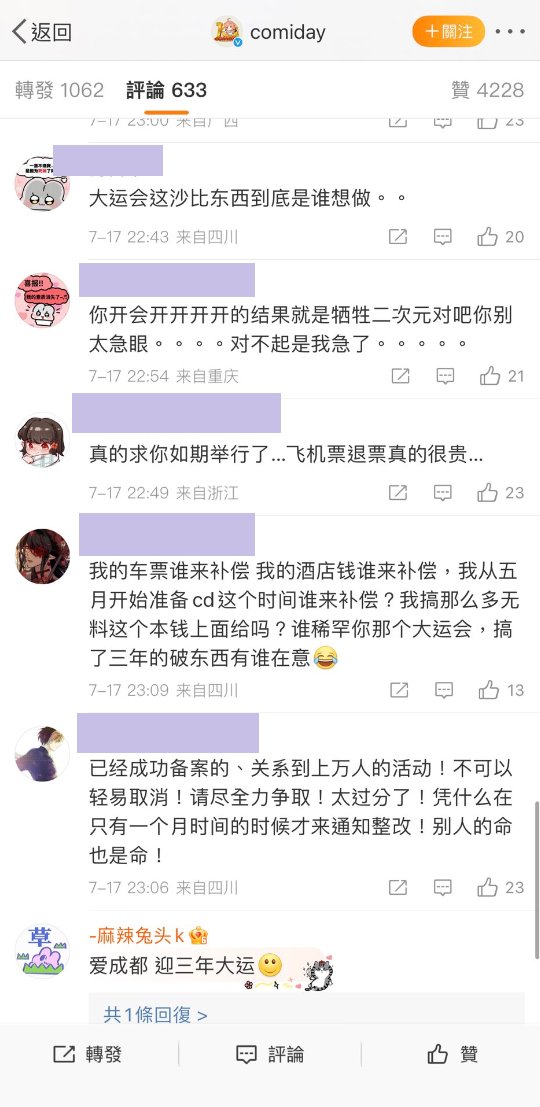 返回
comiday
+關注
轉發 1062
評論 633
贊 4228
7-17 23:00 来自广西
23
大运会这沙比东西到底是谁想做。。
7-17 22:43 来自四川
20
喜报!!
你开会开开开开的结果就是牺牲二次元对吧你别
太急眼。。。。对不起是我急了。。。。。
7-17 22:54 来自重庆
21
真的求你如期举行了...飞机票退票真的很贵...
7-17 22:49 来自浙江
23
我的车票谁来补偿 我的酒店钱谁来补偿，我从五
月开始准备cd这个时间谁来补偿？我搞那么多无
料这个本钱上面给吗？谁稀罕你那个大运会，搞
了三年的破东西有谁在意😂
7-17 23:09 来自四川
13
已经成功备案的、关系到上万人的活动！不可以
轻易取消！请尽全力争取！太过分了！凭什么在
只有一个月时间的时候才来通知整改！别人的命
也是命！
7-17 23:06 来自四川
23
草
-麻辣兔头k
爱成都 迎三年大运🙂
共1條回復 >
轉發
評論
贊